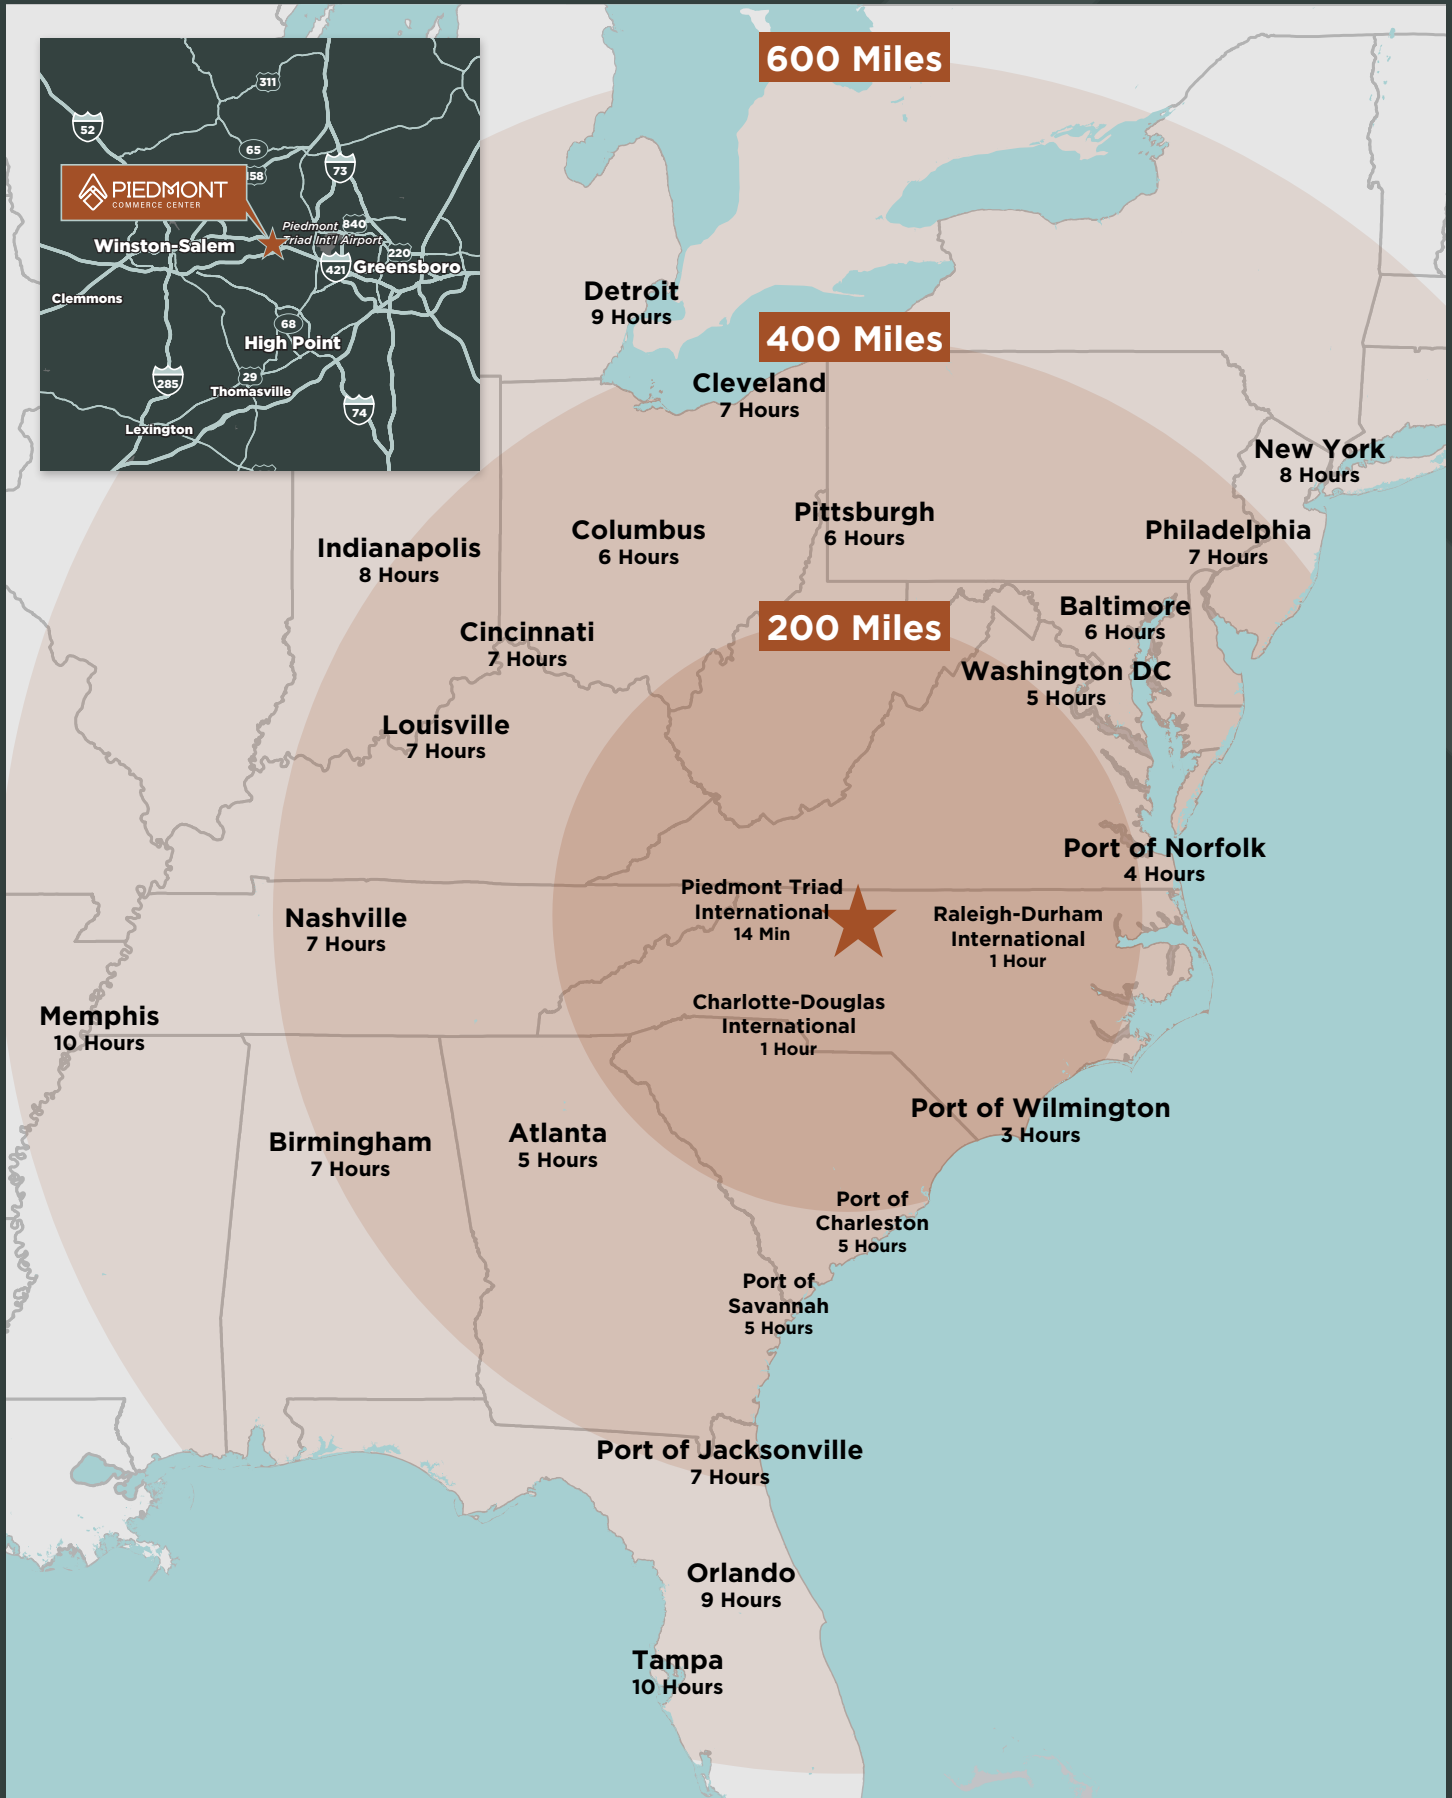 600 Miles
311
52
65
158
73
PIEDMONT
COMMERCE CENTER
Piedmont
Triad Int'l Airport
840
Winston-Salem
220
421
Greensboro
Clemmons
68
High Point
285
29
Thomasville
74
Lexington
Detroit
9 Hours
400 Miles
Cleveland
7 Hours
New York
8 Hours
Pittsburgh
6 Hours
Columbus
6 Hours
Philadelphia
7 Hours
Indianapolis
8 Hours
Baltimore
6 Hours
200 Miles
Cincinnati
7 Hours
Washington DC
5 Hours
Louisville
7 Hours
Port of Norfolk
4 Hours
Piedmont Triad
International
14 Min
Raleigh-Durham
International
1 Hour
Nashville
7 Hours
Charlotte-Douglas
International
1 Hour
Memphis
10 Hours
Port of Wilmington
3 Hours
Atlanta
5 Hours
Birmingham
7 Hours
Port of
Charleston
5 Hours
Port of
Savannah
5 Hours
Port of Jacksonville
7 Hours
Orlando
9 Hours
Tampa
10 Hours